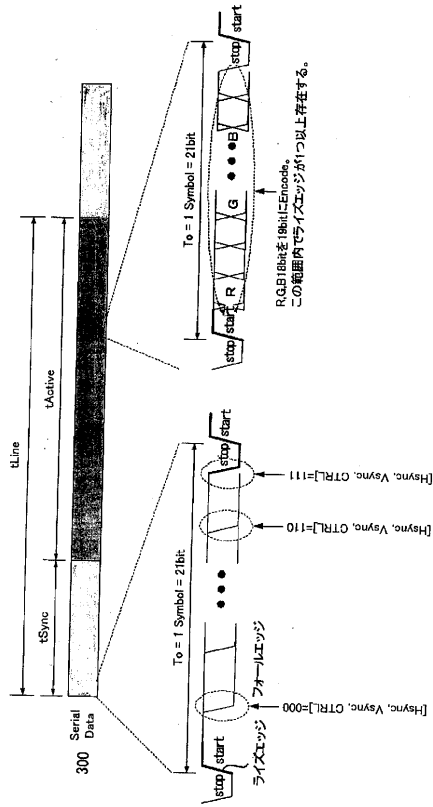 tLine
tSync
tActive
Serial
Data
300
To = 1 Symbol = 21bit
stop
start
stop
start
ライズエッジ
フォールエッジ
[Hsync, Vsync, CTRL]=000
[Hsync, Vsync, CTRL]=110
[Hsync, Vsync, CTRL]=111
To = 1 Symbol = 21bit
stop
start
R
G
B
stop
start
R,G,B18bitを19bitにEncode。
この範囲内でライズエッジが1つ以上存在する。